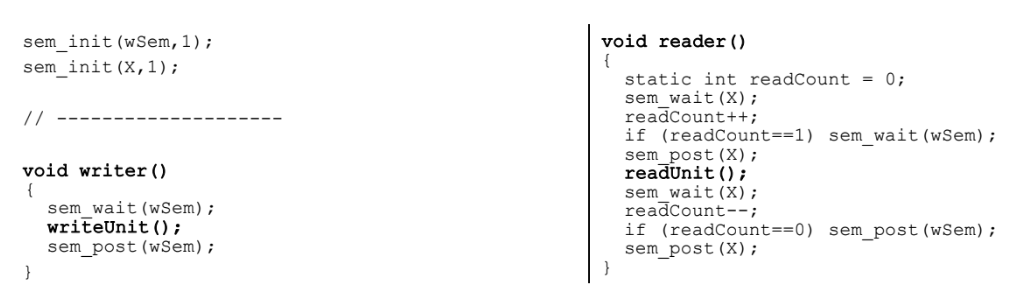 sem_init(wSem,1);
sem_init(X,1);
// --------------------
void writer()
{
sem_wait(wSem);
writeUnit();
sem_post(wSem);
}
void reader()
{
static int readCount = 0;
sem_wait(X);
readCount++;
if (readCount==1) sem_wait(wSem);
sem_post(X);
readUnit();
sem_wait(X);
readCount--;
if (readCount==0) sem_post(wSem);
sem_post(X);
}